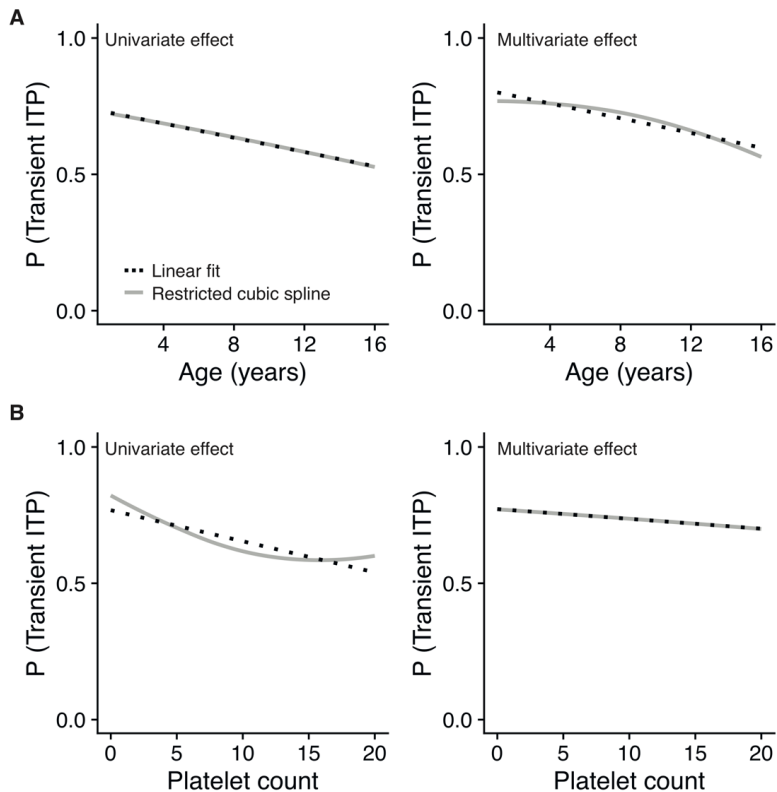 A
Univariate effect
1.0
0.5
0.0
P (Transient ITP)
Linear fit
Restricted cubic spline
4 8 12 16
Age (years)
Multivariate effect
1.0
0.5
0.0
P (Transient ITP)
4 8 12 16
Age (years)
B
Univariate effect
1.0
0.5
0.0
P (Transient ITP)
0 5 10 15 20
Platelet count
Multivariate effect
1.0
0.5
0.0
P (Transient ITP)
0 5 10 15 20
Platelet count